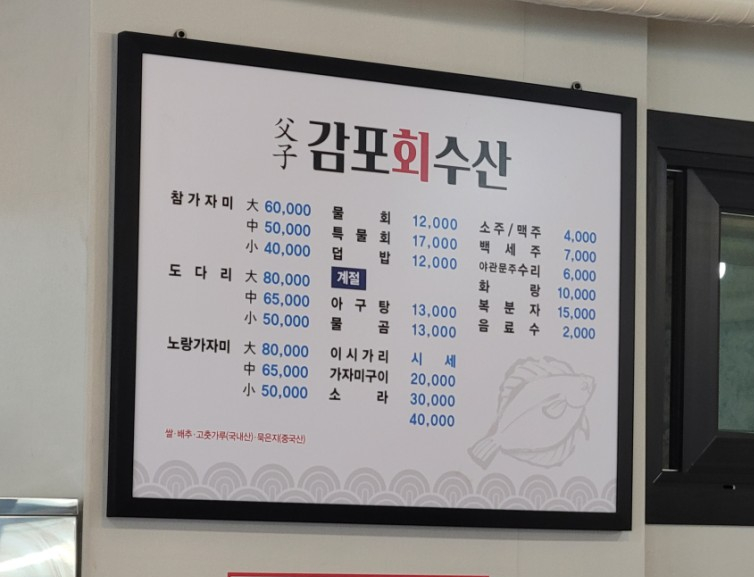 父子 감포회수산
참가자미 大 60,000
中 50,000
小 40,000
도다리 大 80,000
中 65,000
小 50,000
노랑가자미 大 80,000
中 65,000
小 50,000
쌀·배추·고춧가루(국내산)·묵은지(중국산)
물회 12,000
특물회 17,000
덥밥 12,000
계절
아구탕 13,000
물곰 13,000
이시가리 시세
가자미구이 20,000
소라 30,000
40,000
소주/맥주 4,000
백세주 7,000
야관문주수리 6,000
화랑 10,000
복분자 15,000
음료수 2,000